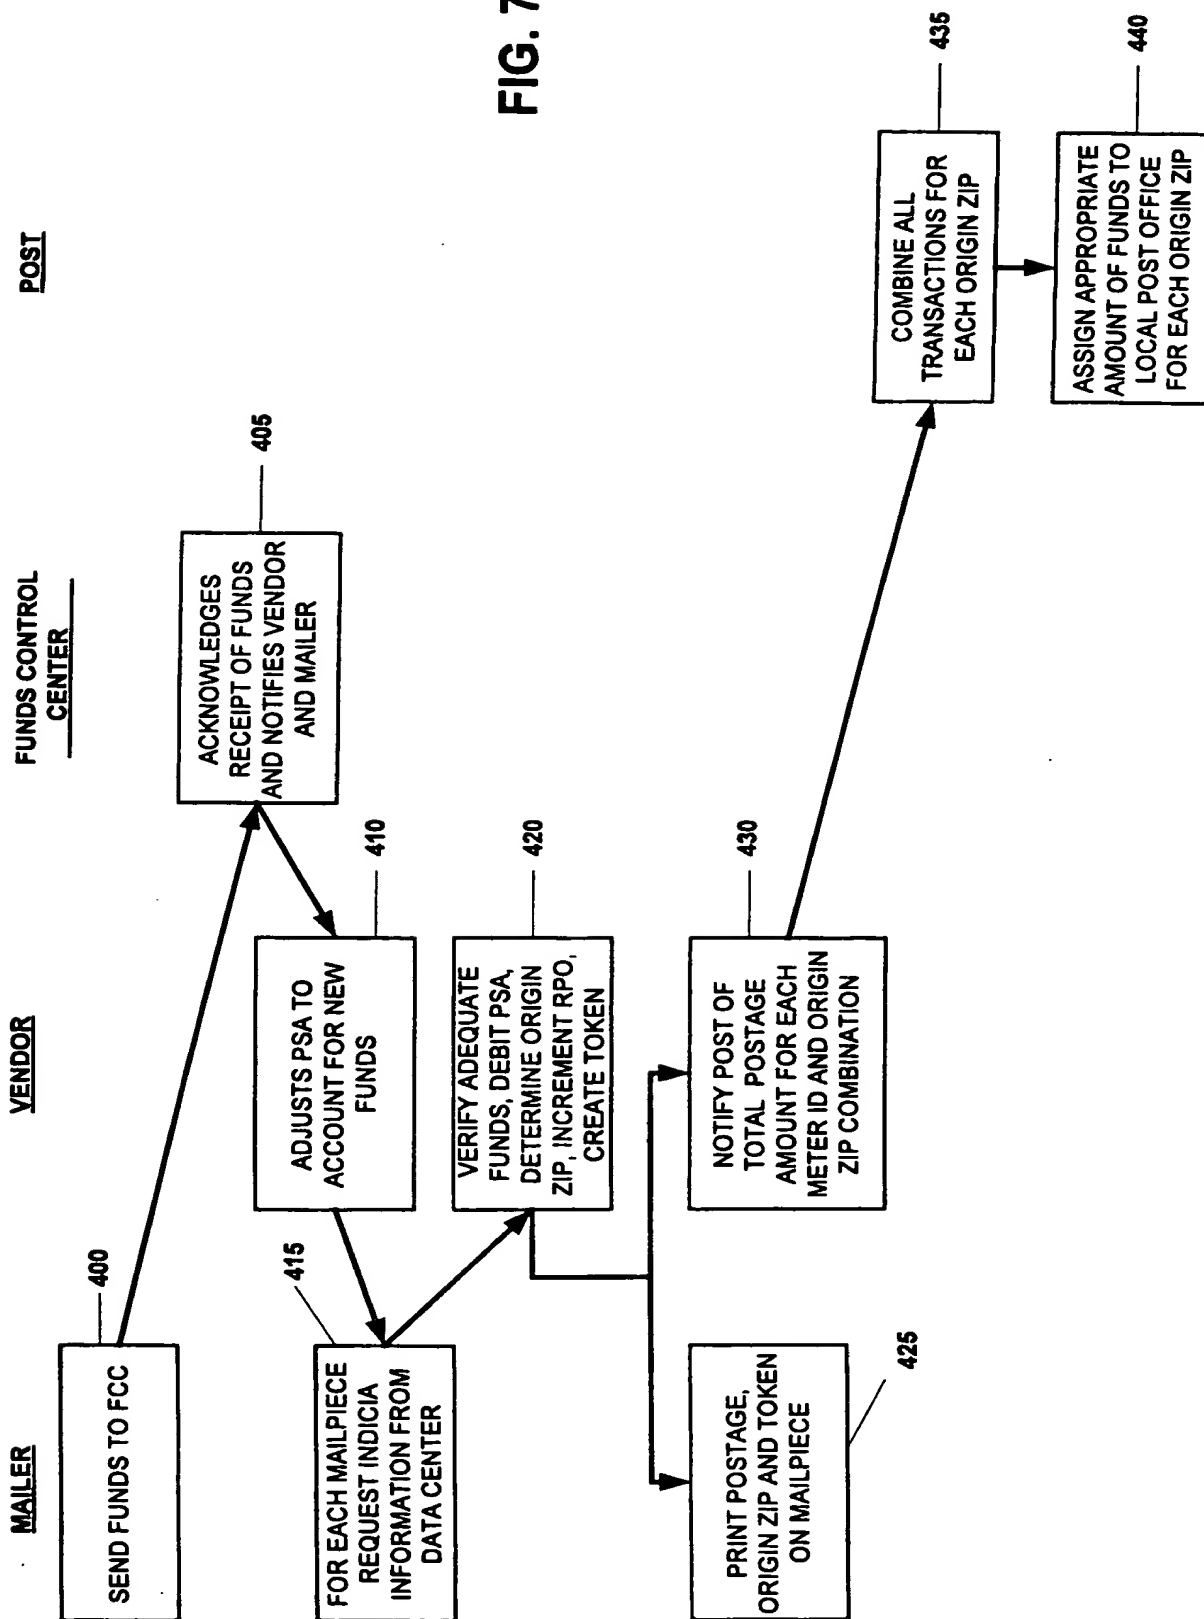 MAILER
VENDOR
FUNDS CONTROL
CENTER
POST
400
SEND FUNDS TO FCC
405
ACKNOWLEDGES
RECEIPT OF FUNDS
AND NOTIFIES VENDOR
AND MAILER
410
ADJUSTS PSA TO
ACCOUNT FOR NEW
FUNDS
415
FOR EACH MAILPIECE
REQUEST INDICIA
INFORMATION FROM
DATA CENTER
420
VERIFY ADEQUATE
FUNDS, DEBIT PSA,
DETERMINE ORIGIN
ZIP, INCREMENT RPO,
CREATE TOKEN
PRINT POSTAGE,
ORIGIN ZIP AND TOKEN
ON MAILPIECE
425
430
NOTIFY POST OF
TOTAL POSTAGE
AMOUNT FOR EACH
METER ID AND ORIGIN
ZIP COMBINATION
435
COMBINE ALL
TRANSACTIONS FOR
EACH ORIGIN ZIP
440
ASSIGN APPROPRIATE
AMOUNT OF FUNDS TO
LOCAL POST OFFICE
FOR EACH ORIGIN ZIP
FIG. 7